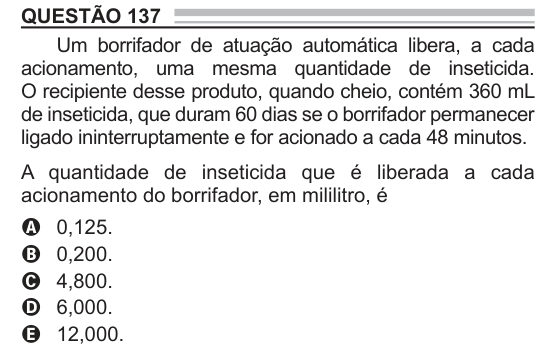 QUESTÃO 137
Um borrifador de atuação automática libera, a cada
acionamento, uma mesma quantidade de inseticida.
O recipiente desse produto, quando cheio, contém 360 mL
de inseticida, que duram 60 dias se o borrifador permanecer
ligado ininterruptamente e for acionado a cada 48 minutos.
A quantidade de inseticida que é liberada a cada
acionamento do borrifador, em mililitro, é
A 0,125.
B 0,200.
C 4,800.
D 6,000.
E 12,000.